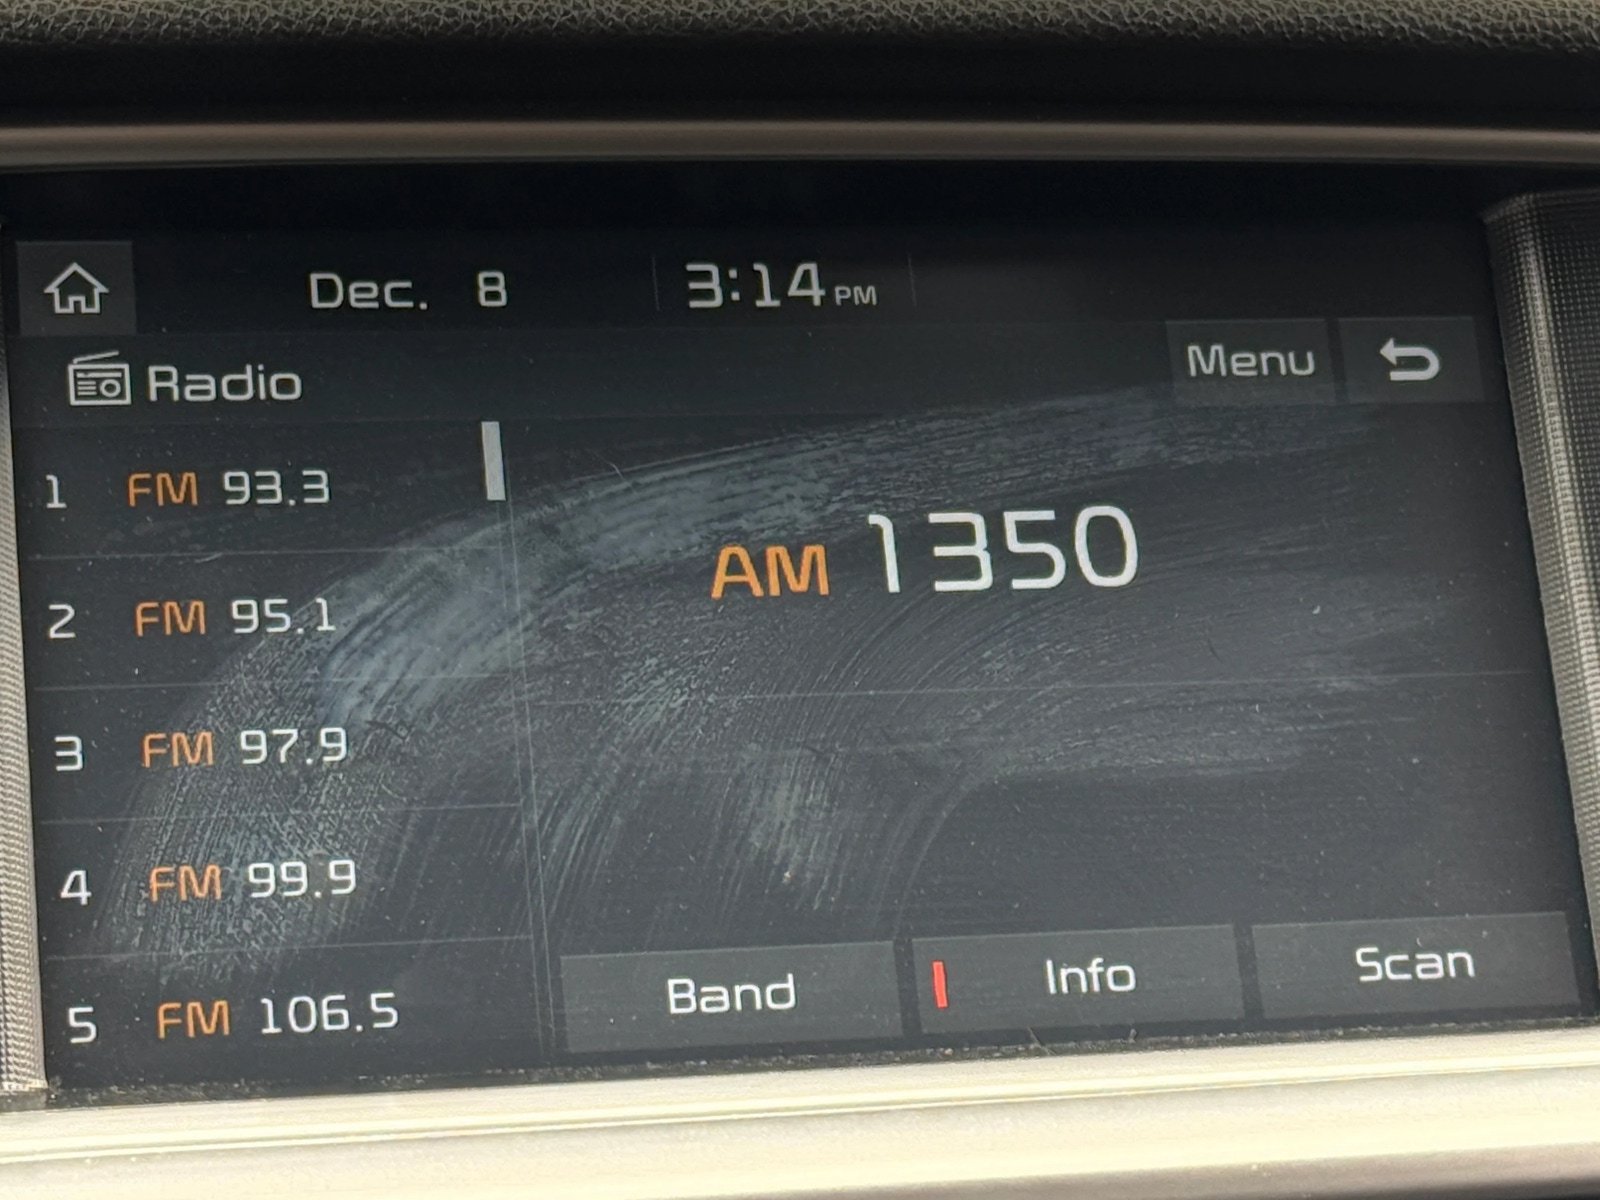 Dec. 8 3:14 PM
Radio Menu
1 FM 93.3
AM 1350
2 FM 95.1
3 FM 97.9
4 FM 99.9
5 FM 106.5
Band Info Scan